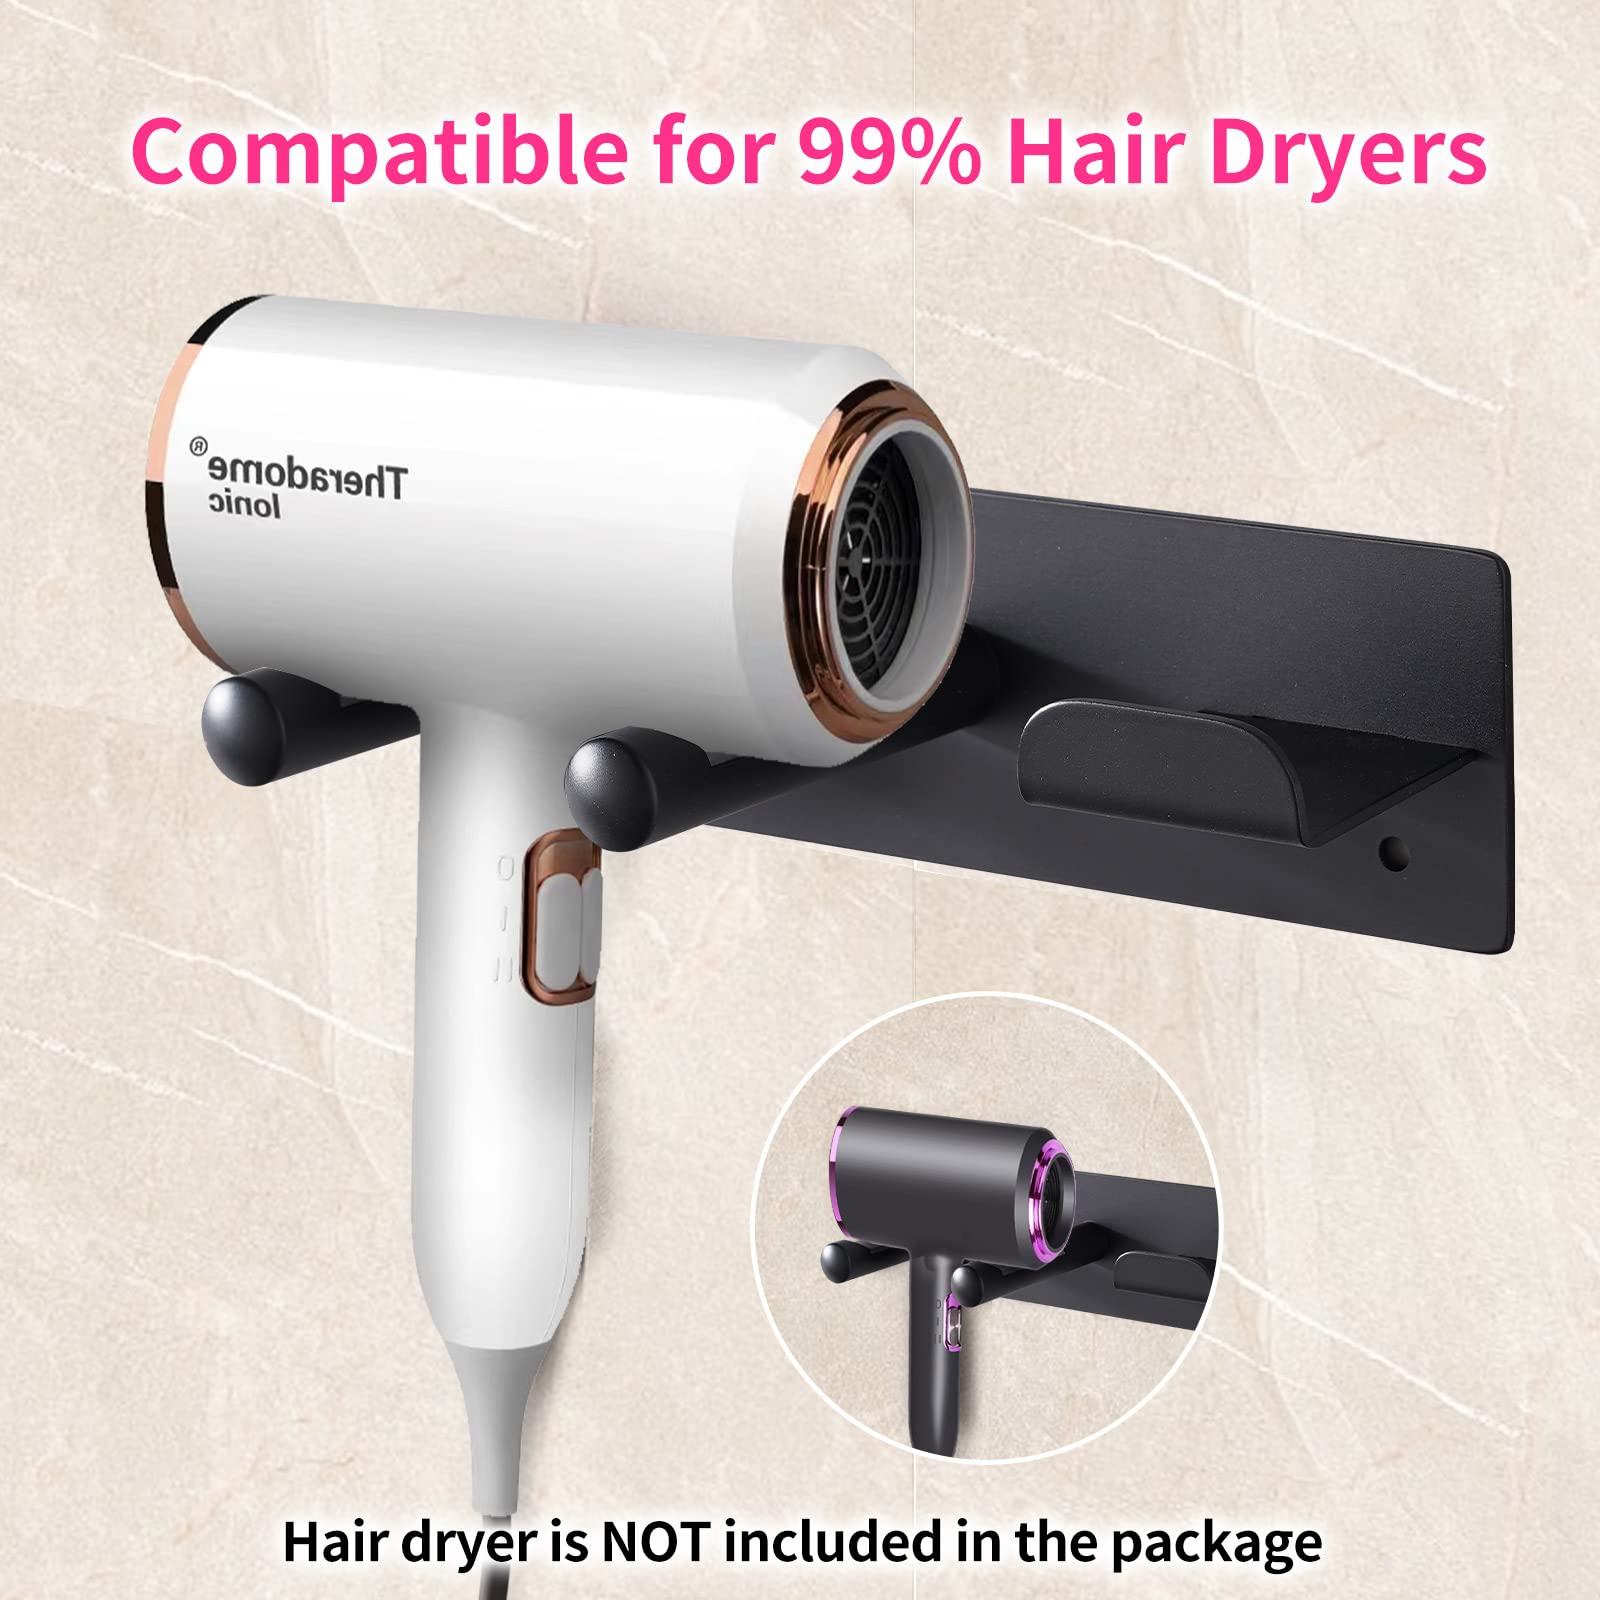 Compatible for 99% Hair Dryers
Theradome®
Ionic
Hair dryer is NOT included in the package